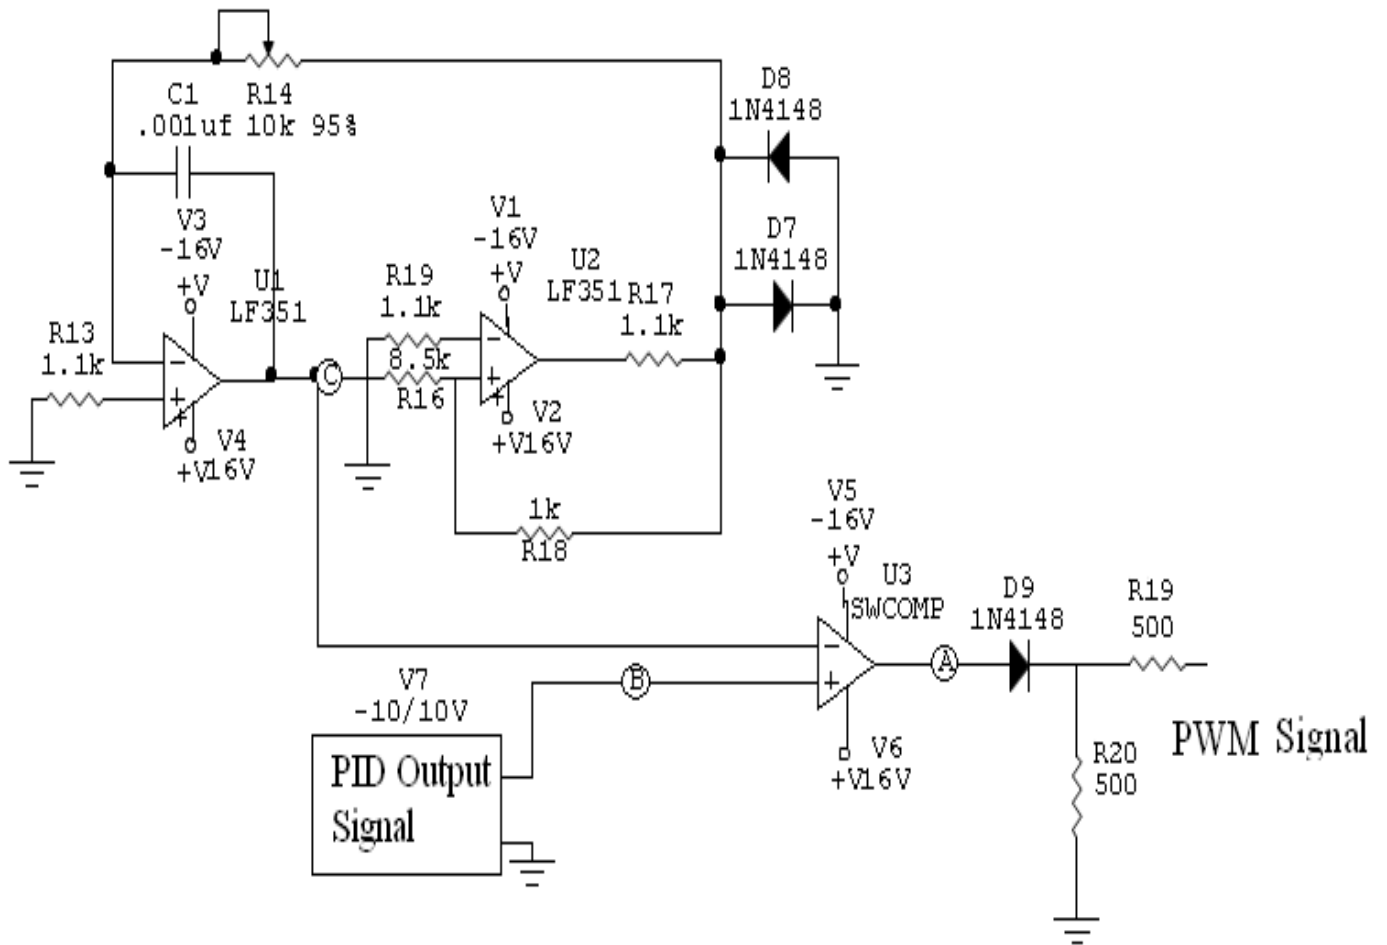 C1
R14
.001uf 10k 95%
D8
1N4148
V3
-16V
+V
U1
LF351
V1
-16V
+V
U2
LF351
R17
1.1k
D7
1N4148
R13
1.1k
R19
1.1k
8.5k
R16
-
+
+
-
+
+
C
V4
+V16V
V2
+V16V
1k
R18
V5
-16V
+V
U3
SWCOMP
D9
1N4148
R19
500
-
+
A
B
V7
-10/10V
PID Output
Signal
V6
+V16V
R20
500
PWM Signal